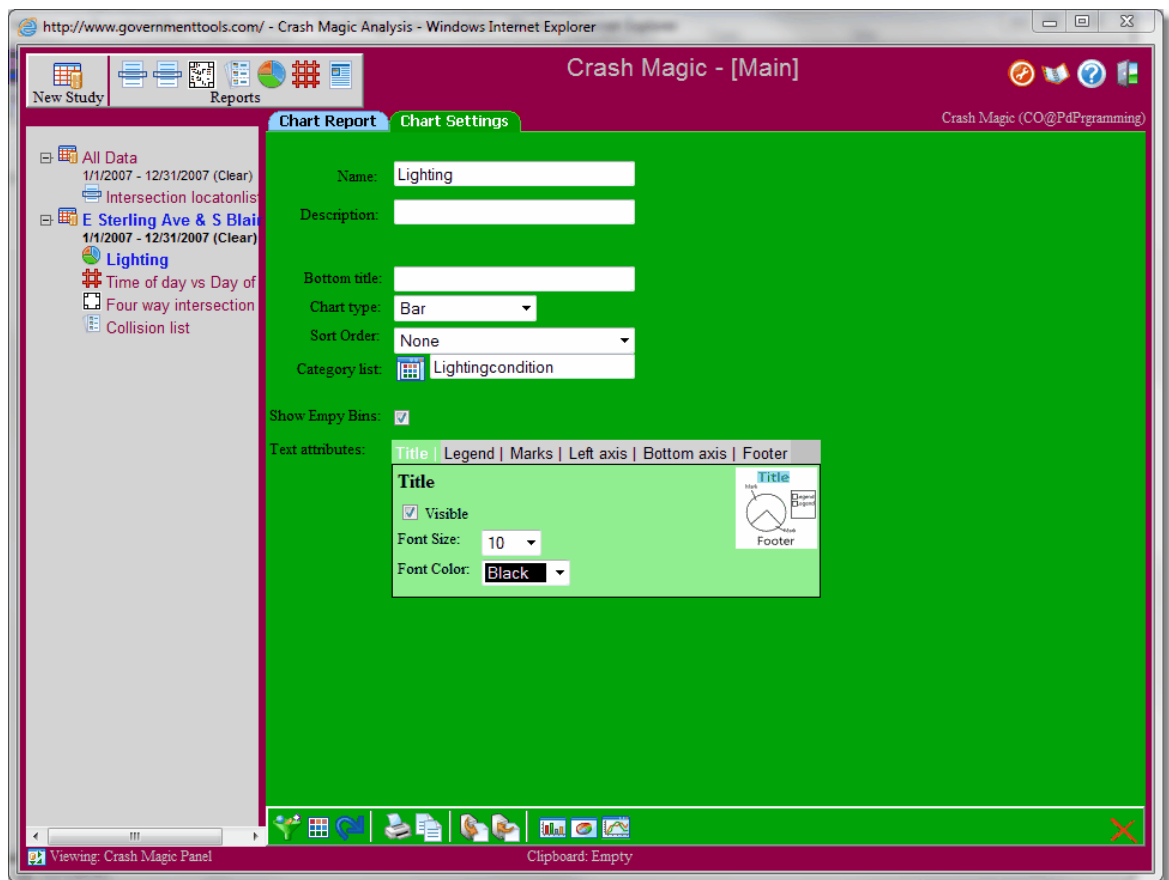 http://www.governmenttools.com/ - Crash Magic Analysis - Windows Internet Explorer
Crash Magic - [Main]
New Study
Reports
Chart Report
Chart Settings
Crash Magic (CO@PdPrgramming)
All Data
1/1/2007 - 12/31/2007 (Clear)
Intersection locatonlis
E Sterling Ave & S Blai
1/1/2007 - 12/31/2007 (Clear)
Lighting
Time of day vs Day of
Four way intersection
Collision list
Name: Lighting
Description:
Bottom title:
Chart type: Bar
Sort Order: None
Category list: Lightingcondition
Show Empy Bins:
Text attributes:
Title | Legend | Marks | Left axis | Bottom axis | Footer
Title
Visible
Font Size: 10
Font Color: Black
Title
Mark
Legend
Legend
Mark
Footer
Viewing: Crash Magic Panel
Clipboard: Empty